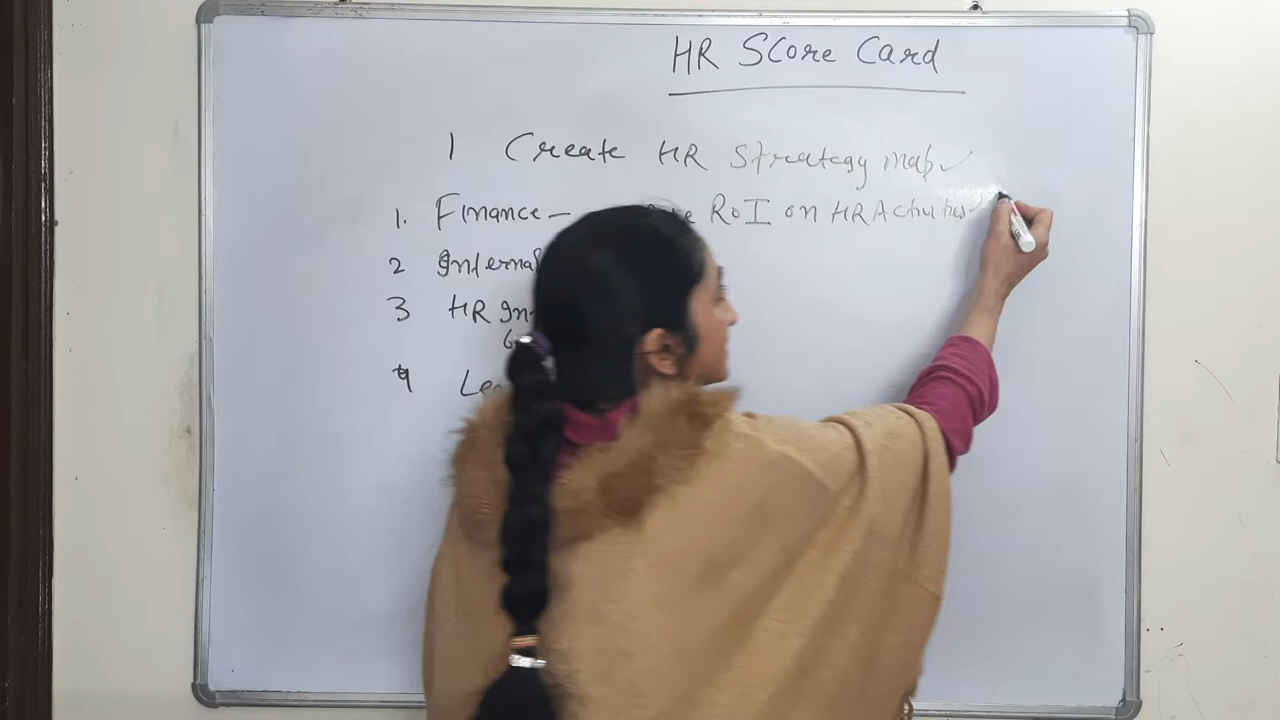 HR Score Card
1 Create HR Strategy map
1. Finance - RoI on HR Activities
2 Internal
3 HR
4